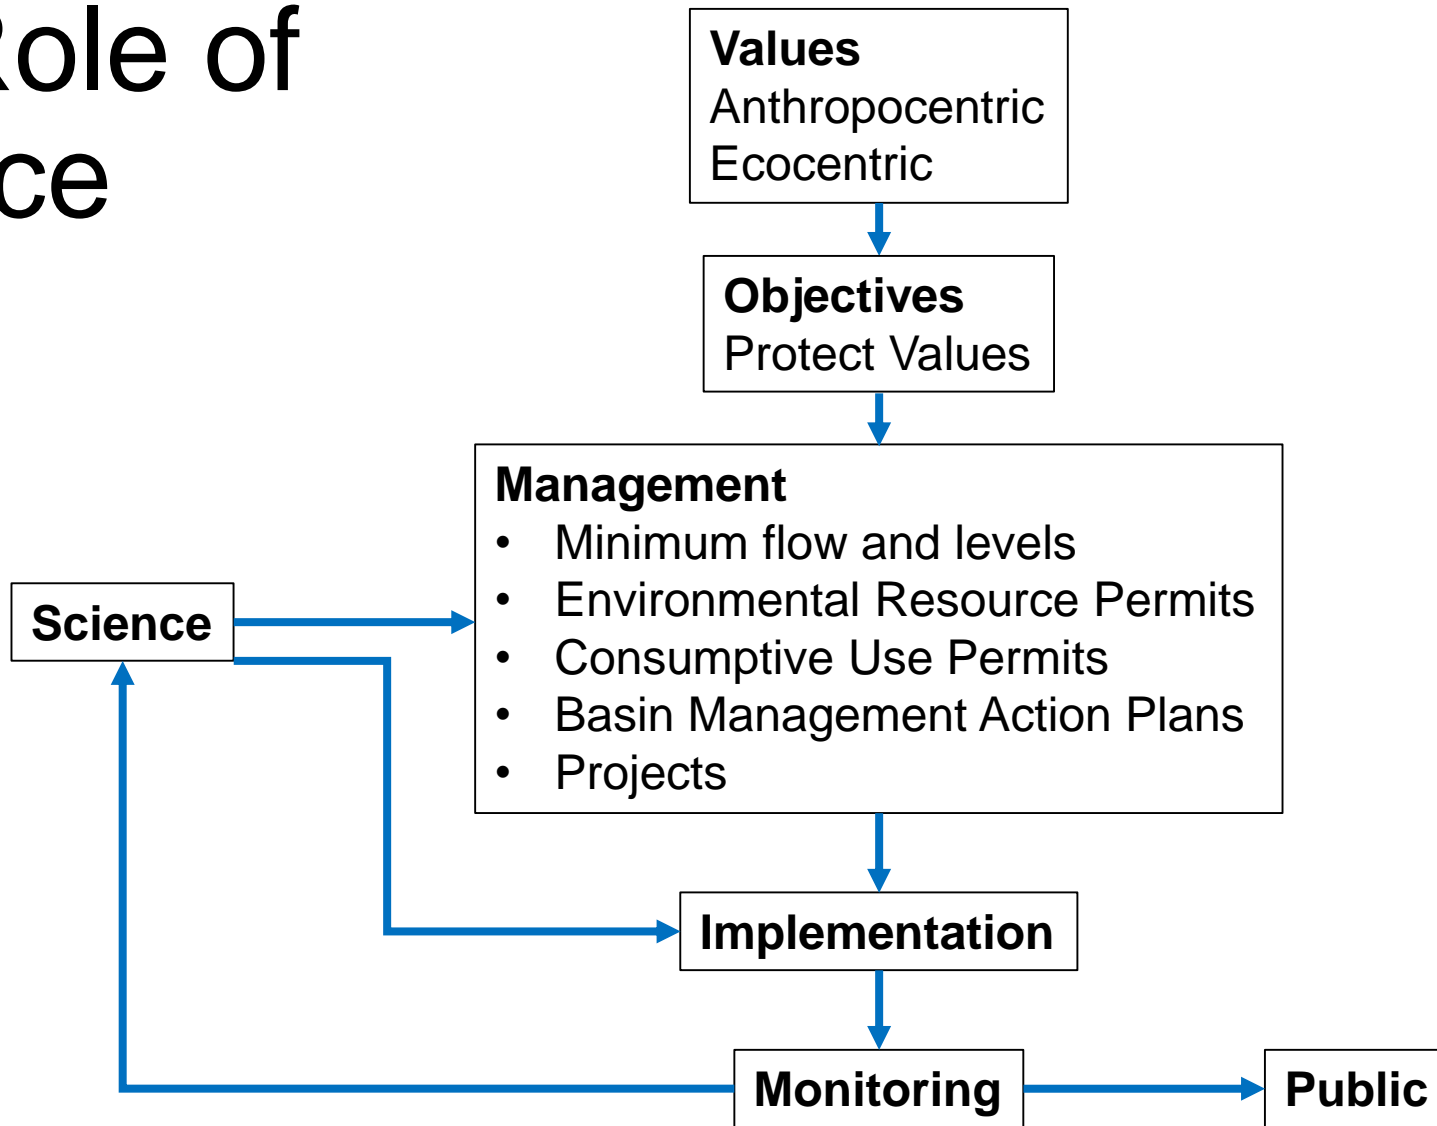 Role of
ce
Values
Anthropocentric
Ecocentric
Objectives
Protect Values
Management
• Minimum flow and levels
• Environmental Resource Permits
• Consumptive Use Permits
• Basin Management Action Plans
• Projects
Science
Implementation
Monitoring
Public